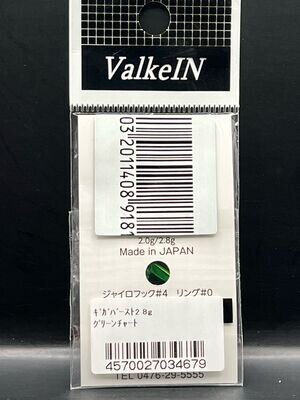 ValkeIN
03 2011408 9181
2.0g/2.8g
Made in JAPAN
ジャイロフック#4 リング#0
ｷﾞｶﾞﾊﾞｰｽﾄ2.8g
ｸﾞﾘｰﾝﾁｬｰﾄ
4570027034679
TEL 0476-29-5555